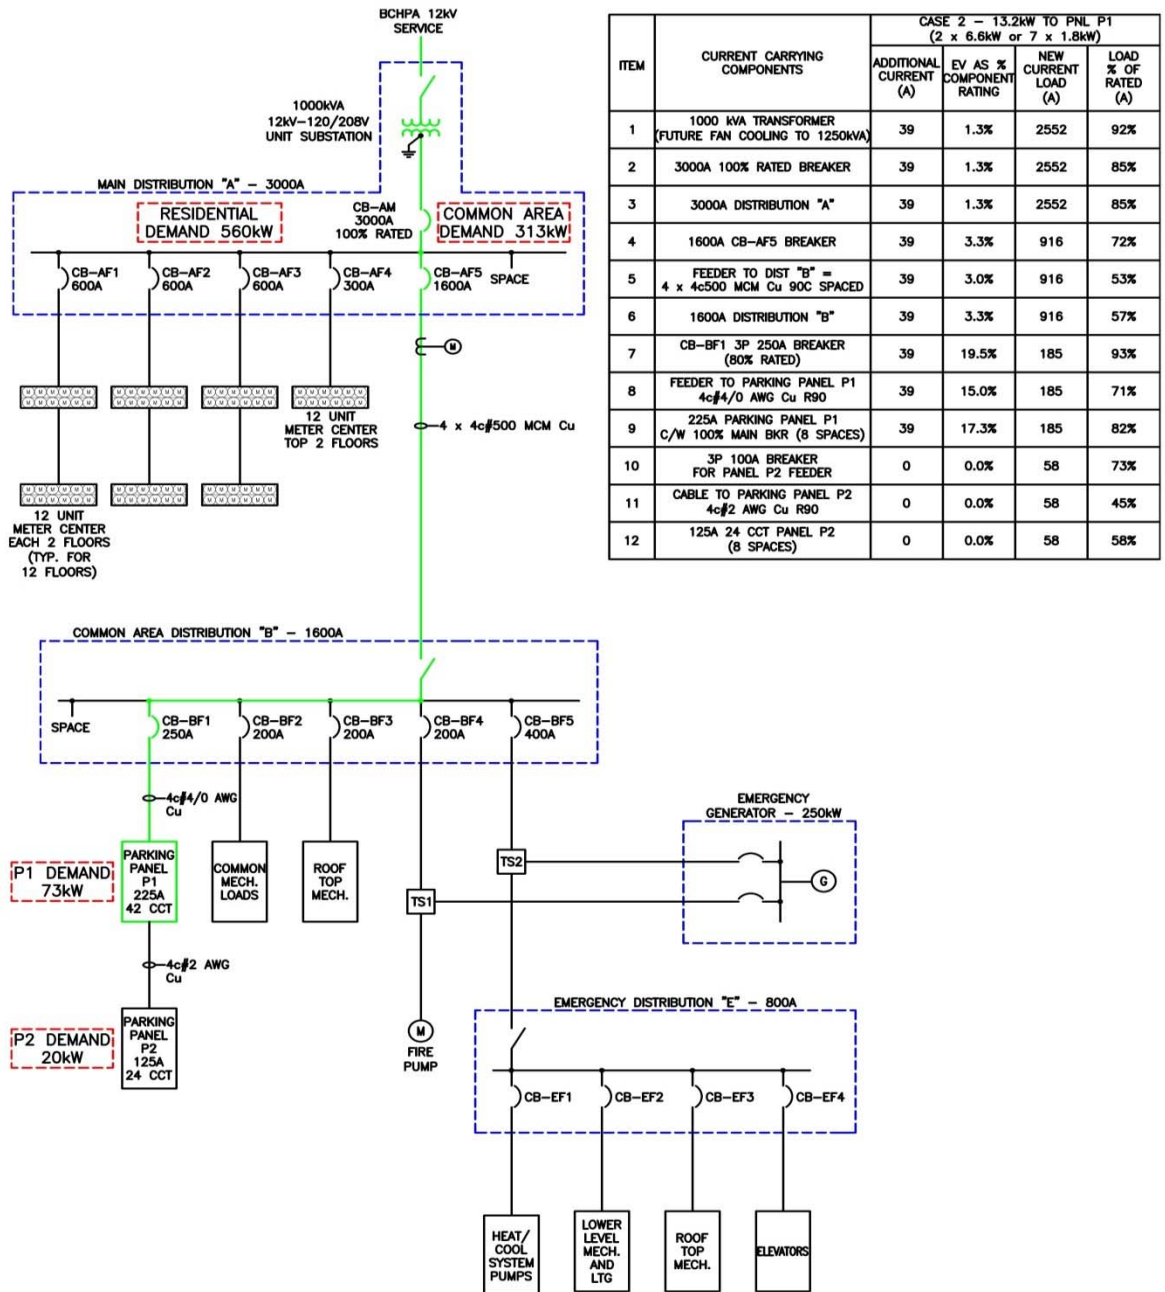 BCHPA 12kV
SERVICE
1000kVA
12kV-120/208V
UNIT SUBSTATION
MAIN DISTRIBUTION "A" - 3000A
RESIDENTIAL
DEMAND 560kW
CB-AM
3000A
100% RATED
COMMON AREA
DEMAND 313kW
CB-AF1
600A
CB-AF2
600A
CB-AF3
600A
CB-AF4
300A
CB-AF5
1600A
SPACE
M
12 UNIT
METER CENTER
TOP 2 FLOORS
4 x 4c#500 MCM Cu
12 UNIT
METER CENTER
EACH 2 FLOORS
(TYP. FOR
12 FLOORS)
ITEM
CURRENT CARRYING
COMPONENTS
CASE 2 - 13.2kW TO PNL P1
(2 x 6.6kW or 7 x 1.8kW)
ADDITIONAL
CURRENT
(A)
EV AS %
COMPONENT
RATING
NEW
CURRENT
LOAD
(A)
LOAD
% OF
RATED
(A)
1 1000 kVA TRANSFORMER
(FUTURE FAN COOLING TO 1250kVA) 39 1.3% 2552 92%
2 3000A 100% RATED BREAKER 39 1.3% 2552 85%
3 3000A DISTRIBUTION "A" 39 1.3% 2552 85%
4 1600A CB-AF5 BREAKER 39 3.3% 916 72%
5 FEEDER TO DIST "B" =
4 x 4c500 MCM Cu 90C SPACED 39 3.0% 916 53%
6 1600A DISTRIBUTION "B" 39 3.3% 916 57%
7 CB-BF1 3P 250A BREAKER
(80% RATED) 39 19.5% 185 93%
8 FEEDER TO PARKING PANEL P1
4c#4/0 AWG Cu R90 39 15.0% 185 71%
9 225A PARKING PANEL P1
C/W 100% MAIN BKR (8 SPACES) 39 17.3% 185 82%
10 3P 100A BREAKER
FOR PANEL P2 FEEDER 0 0.0% 58 73%
11 CABLE TO PARKING PANEL P2
4c#2 AWG Cu R90 0 0.0% 58 45%
12 125A 24 CCT PANEL P2
(8 SPACES) 0 0.0% 58 58%
COMMON AREA DISTRIBUTION "B" - 1600A
SPACE
CB-BF1
250A
CB-BF2
200A
CB-BF3
200A
CB-BF4
200A
CB-BF5
400A
4c#4/0 AWG
Cu
P1 DEMAND
73kW
PARKING
PANEL
P1
225A
42 CCT
COMMON
MECH.
LOADS
ROOF
TOP
MECH.
TS2
TS1
EMERGENCY
GENERATOR - 250kW
G
4c#2 AWG
Cu
P2 DEMAND
20kW
PARKING
PANEL
P2
125A
24 CCT
M
FIRE
PUMP
EMERGENCY DISTRIBUTION "E" - 800A
CB-EF1
CB-EF2
CB-EF3
CB-EF4
HEAT/
COOL
SYSTEM
PUMPS
LOWER
LEVEL
MECH.
AND
LTG
ROOF
TOP
MECH.
ELEVATORS